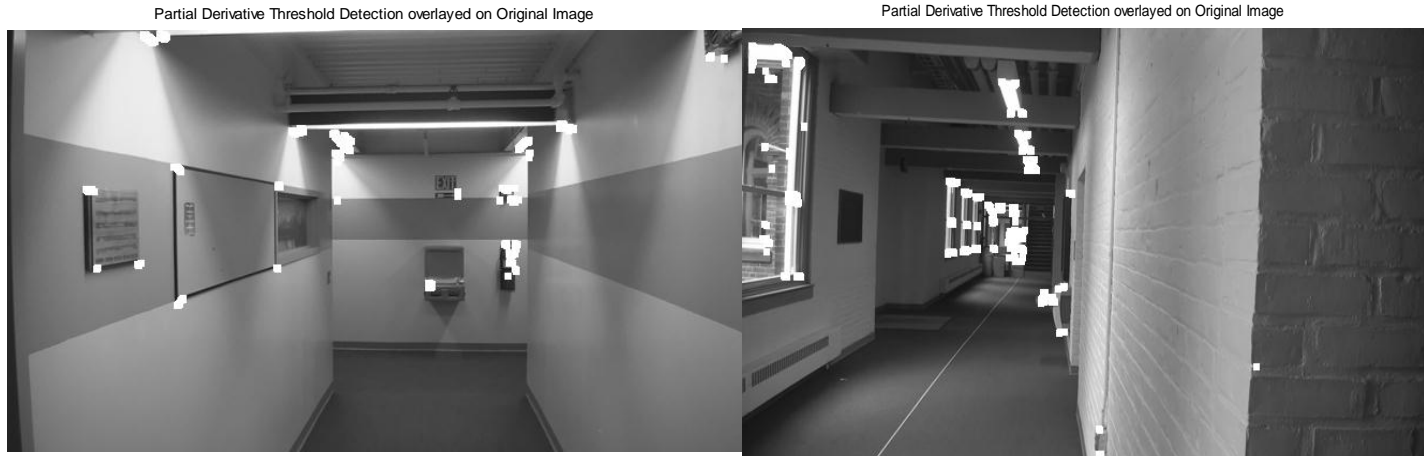 Partial Derivative Threshold Detection overlayed on Original Image
Partial Derivative Threshold Detection overlayed on Original Image
EXIT